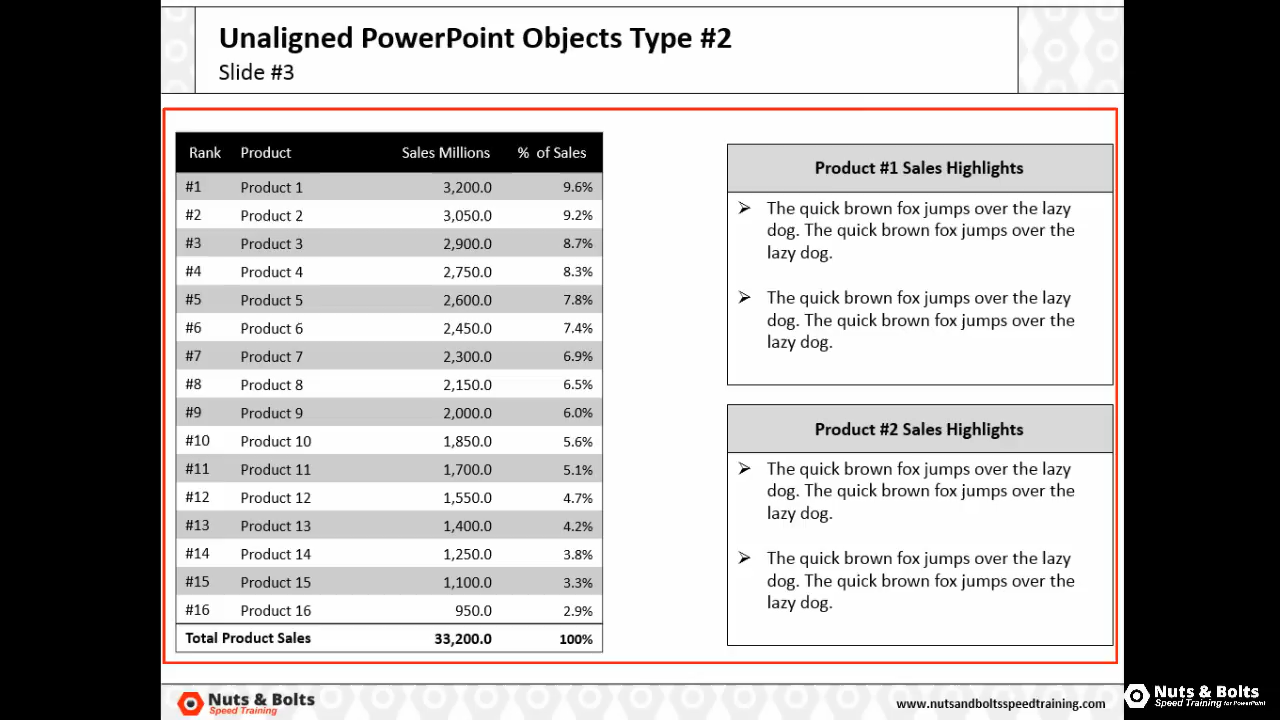 Unaligned PowerPoint Objects Type #2
Slide #3
Rank Product Sales Millions % of Sales
#1 Product 1 3,200.0 9.6%
#2 Product 2 3,050.0 9.2%
#3 Product 3 2,900.0 8.7%
#4 Product 4 2,750.0 8.3%
#5 Product 5 2,600.0 7.8%
#6 Product 6 2,450.0 7.4%
#7 Product 7 2,300.0 6.9%
#8 Product 8 2,150.0 6.5%
#9 Product 9 2,000.0 6.0%
#10 Product 10 1,850.0 5.6%
#11 Product 11 1,700.0 5.1%
#12 Product 12 1,550.0 4.7%
#13 Product 13 1,400.0 4.2%
#14 Product 14 1,250.0 3.8%
#15 Product 15 1,100.0 3.3%
#16 Product 16 950.0 2.9%
Total Product Sales 33,200.0 100%
Product #1 Sales Highlights
➢ The quick brown fox jumps over the lazy
dog. The quick brown fox jumps over the
lazy dog.
➢ The quick brown fox jumps over the lazy
dog. The quick brown fox jumps over the
lazy dog.
Product #2 Sales Highlights
➢ The quick brown fox jumps over the lazy
dog. The quick brown fox jumps over the
lazy dog.
➢ The quick brown fox jumps over the lazy
dog. The quick brown fox jumps over the
lazy dog.
Nuts & Bolts
Speed Training
www.nutsandboltsspeedtraining.com
Nuts & Bolts
Speed Training for PowerPoint